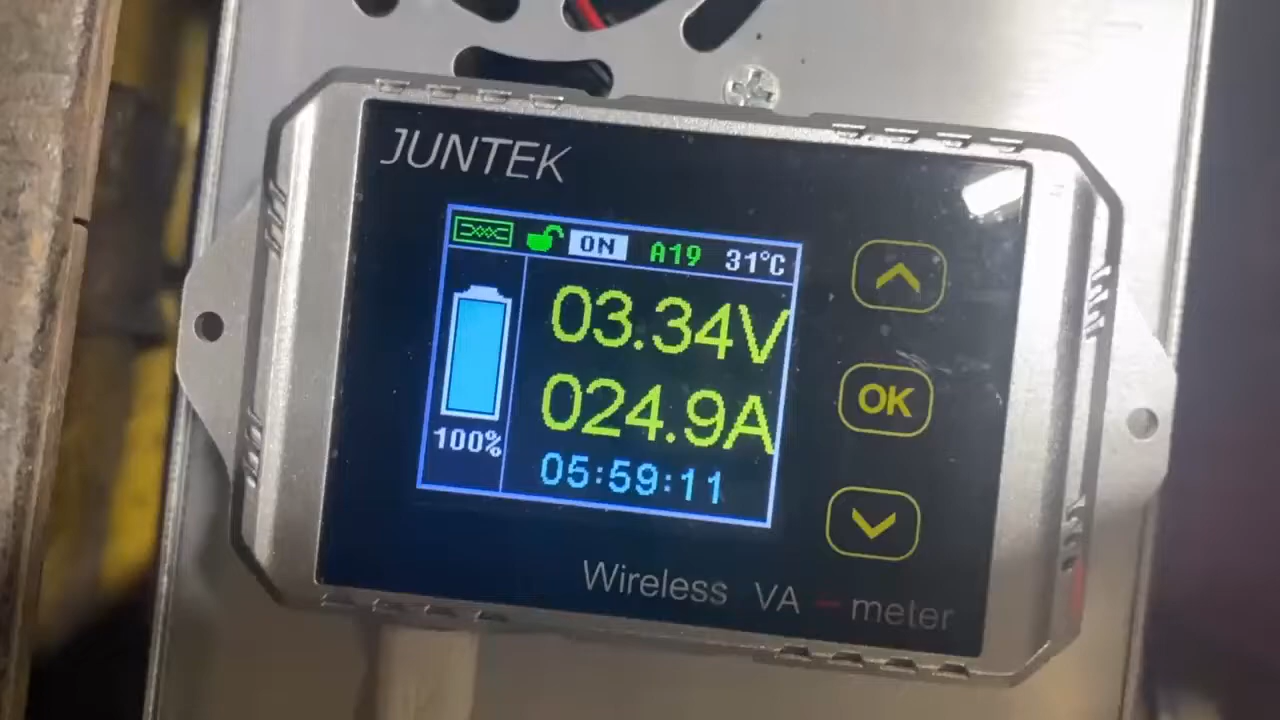 JUNTEK
ON A19 31°C
03.34V
024.9A
100%
05:59:11
OK
Wireless VA - meter